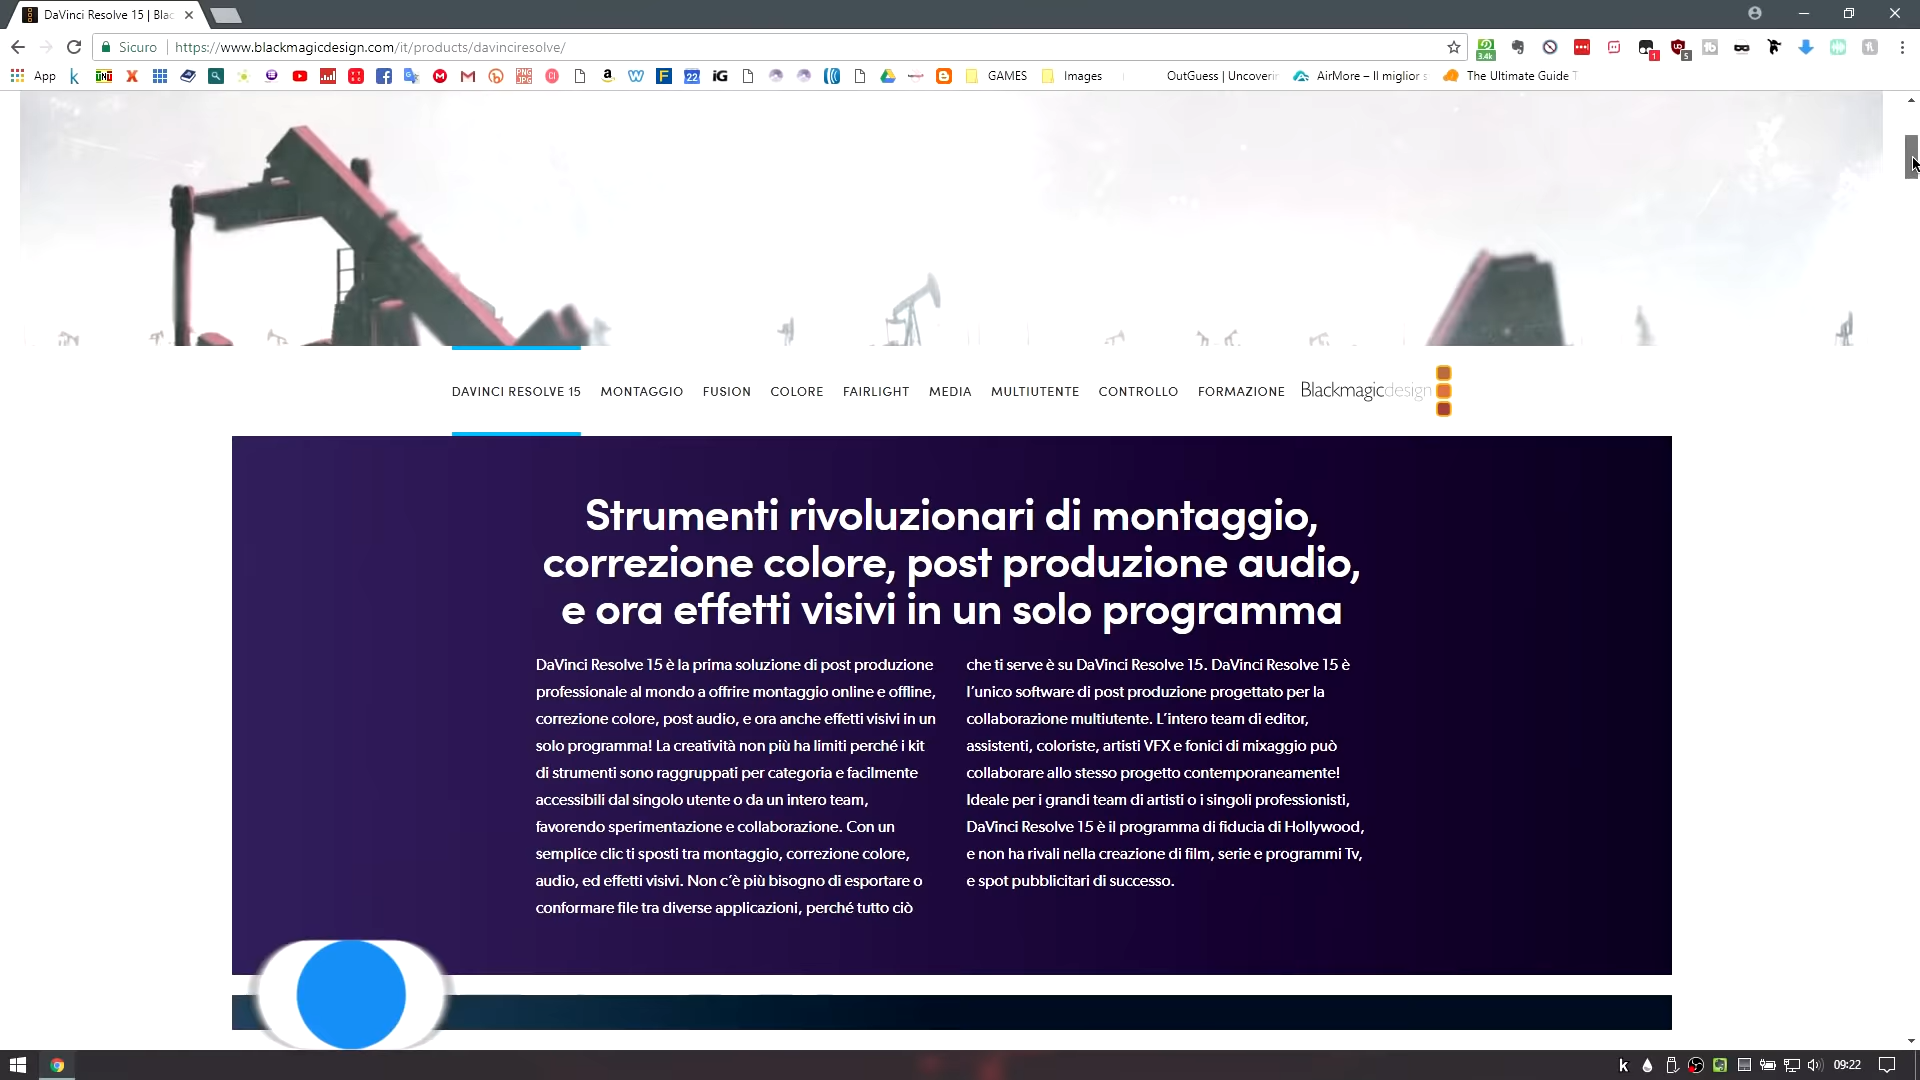 DaVinci Resolve 15 | Blac
Sicuro
https://www.blackmagicdesign.com/it/products/davinciresolve/
3.4k
1
5
App
TNT
PNG
JPG
22
iG
GAMES
Images
OutGuess | Uncoverin
AirMore – Il miglior s
The Ultimate Guide T
DAVINCI RESOLVE 15
MONTAGGIO
FUSION
COLORE
FAIRLIGHT
MEDIA
MULTIUTENTE
CONTROLLO
FORMAZIONE
Blackmagicdesign
Strumenti rivoluzionari di montaggio,
correzione colore, post produzione audio,
e ora effetti visivi in un solo programma
DaVinci Resolve 15 è la prima soluzione di post produzione
professionale al mondo a offrire montaggio online e offline,
correzione colore, post audio, e ora anche effetti visivi in un
solo programma! La creatività non più ha limiti perché i kit
di strumenti sono raggruppati per categoria e facilmente
accessibili dal singolo utente o da un intero team,
favorendo sperimentazione e collaborazione. Con un
semplice clic ti sposti tra montaggio, correzione colore,
audio, ed effetti visivi. Non c'è più bisogno di esportare o
conformare file tra diverse applicazioni, perché tutto ciò
che ti serve è su DaVinci Resolve 15. DaVinci Resolve 15 è
l'unico software di post produzione progettato per la
collaborazione multiutente. L'intero team di editor,
assistenti, coloriste, artisti VFX e fonici di mixaggio può
collaborare allo stesso progetto contemporaneamente!
Ideale per i grandi team di artisti o i singoli professionisti,
DaVinci Resolve 15 è il programma di fiducia di Hollywood,
e non ha rivali nella creazione di film, serie e programmi Tv,
e spot pubblicitari di successo.
09:22